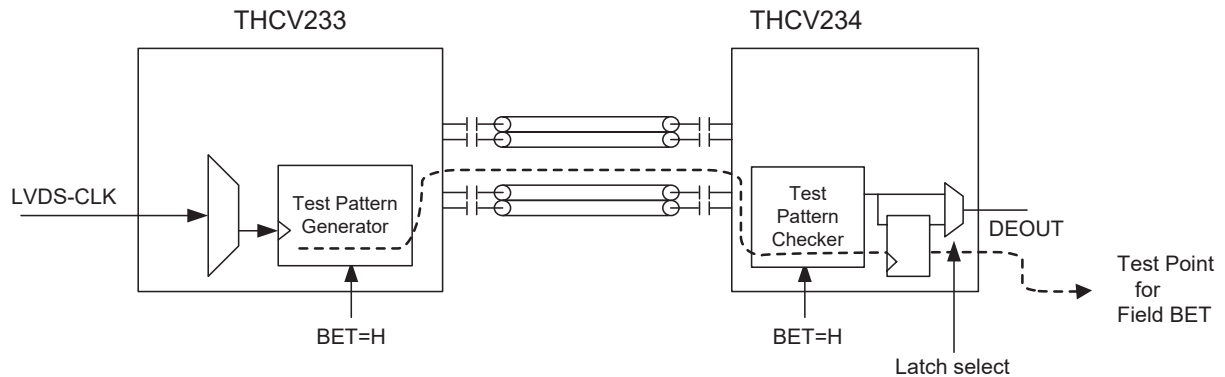 THCV233
THCV234
LVDS-CLK
Test Pattern
Generator
Test
Pattern
Checker
DEOUT
Test Point
for
Field BET
BET=H
BET=H
Latch select